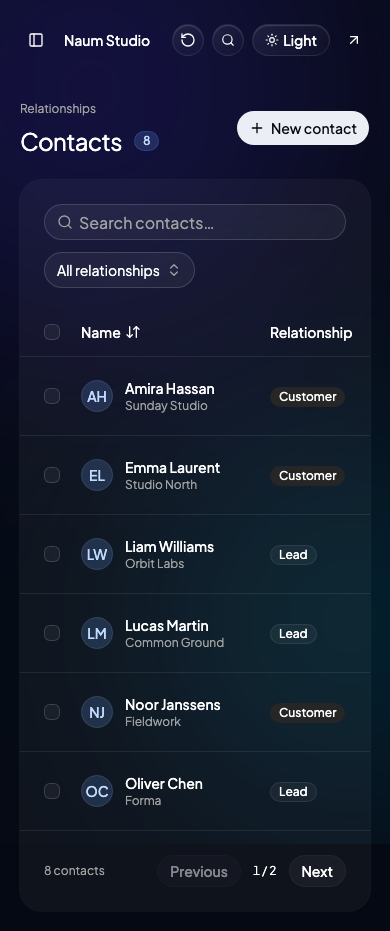 Naum Studio
Light
Relationships
Contacts 8
New contact
Search contacts...
All relationships
Name Relationship
AH Amira Hassan Customer
Sunday Studio
EL Emma Laurent Customer
Studio North
LW Liam Williams Lead
Orbit Labs
LM Lucas Martin Lead
Common Ground
NJ Noor Janssens Customer
Fieldwork
OC Oliver Chen Lead
Forma
8 contacts Previous 1/2 Next